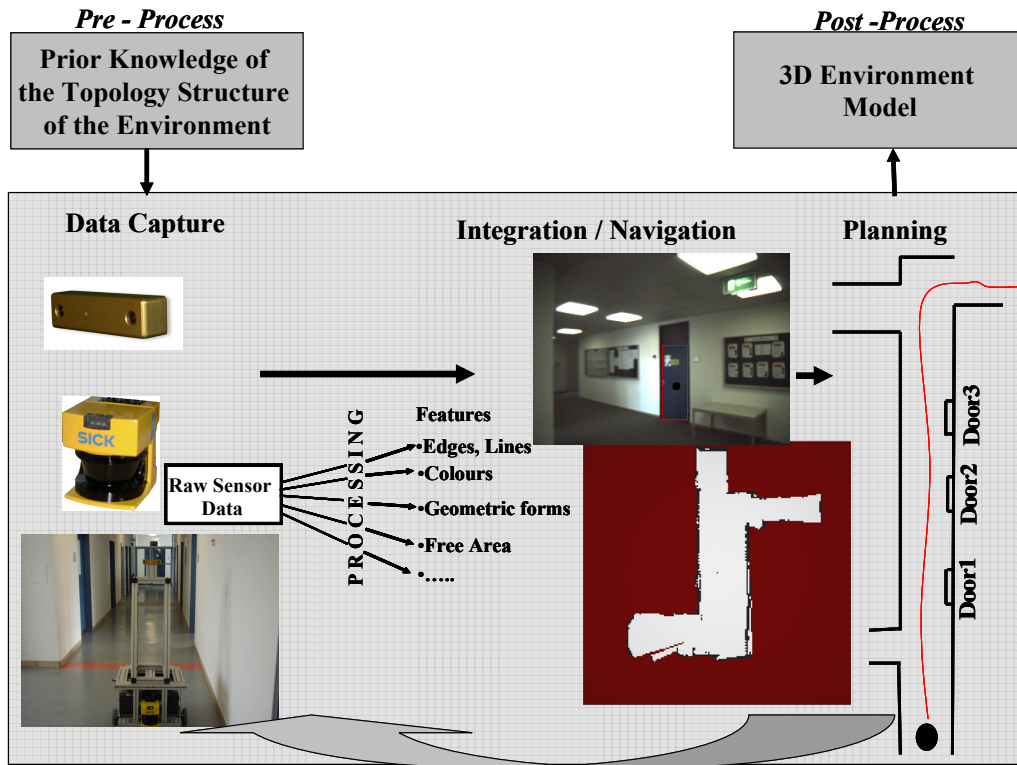 Pre - Process
Prior Knowledge of
the Topology Structure
of the Environment
Post -Process
3D Environment
Model
Data Capture
Integration / Navigation
Planning
SICK
Raw Sensor
Data
PROCESSING
Features
•Edges, Lines
•Colours
•Geometric forms
•Free Area
•.....
Door3
Door2
Door1